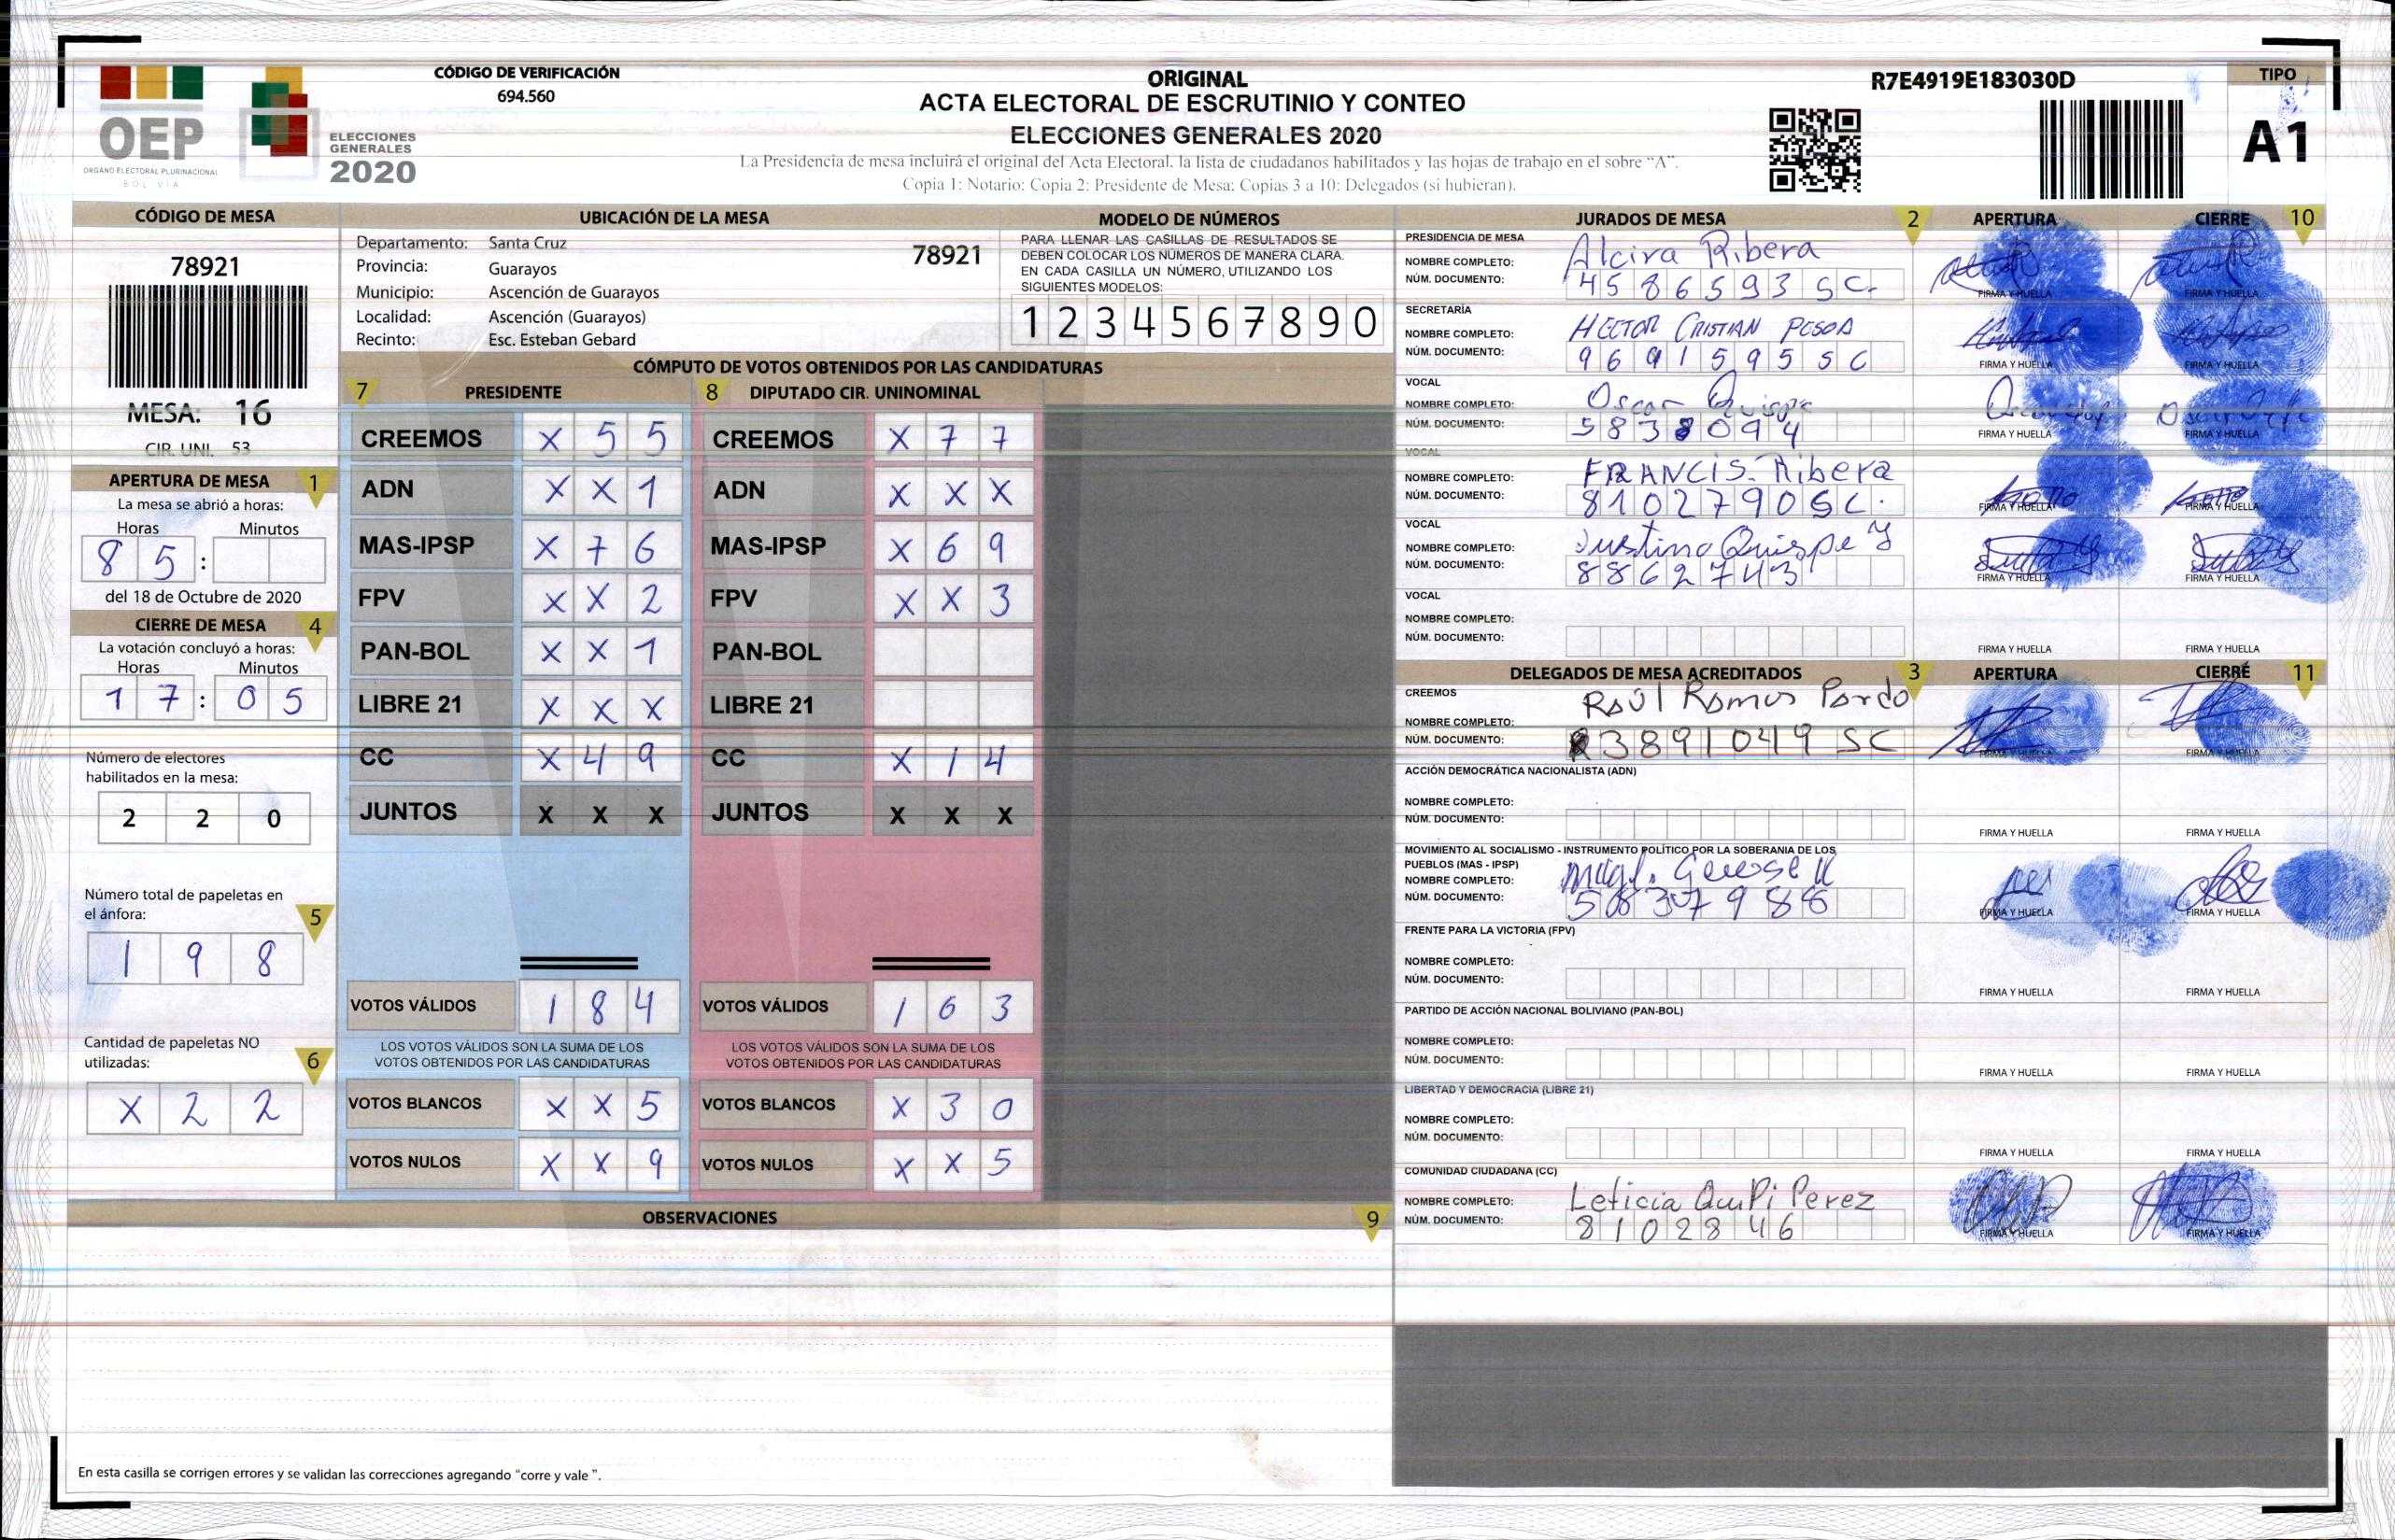 CÓDIGO DE VERIFICACIÓN
694.560
OEP
ÓRGANO ELECTORAL PLURINACIONAL
BOLIVIA
ELECCIONES
GENERALES
2020
ORIGINAL
ACTA ELECTORAL DE ESCRUTINIO Y CONTEO
ELECCIONES GENERALES 2020
La Presidencia de mesa incluirá el original del Acta Electoral, la lista de ciudadanos habilitados y las hojas de trabajo en el sobre "A".
Copia 1: Notario; Copia 2: Presidente de Mesa; Copias 3 a 10: Delegados (si hubieran).
R7E4919E183030D
TIPO
A1
CÓDIGO DE MESA
78921
MESA: 16
CIR. UNI. 53
APERTURA DE MESA 1
La mesa se abrió a horas:
Horas Minutos
8 5 :
del 18 de Octubre de 2020
CIERRE DE MESA 4
La votación concluyó a horas:
Horas Minutos
1 7 : 0 5
Número de electores
habilitados en la mesa:
2 2 0
Número total de papeletas en
el ánfora: 5
1 9 8
Cantidad de papeletas NO
utilizadas: 6
X 2 2
UBICACIÓN DE LA MESA
Departamento: Santa Cruz 78921
Provincia: Guarayos
Municipio: Ascención de Guarayos
Localidad: Ascención (Guarayos)
Recinto: Esc. Esteban Gebard
MODELO DE NÚMEROS
PARA LLENAR LAS CASILLAS DE RESULTADOS SE
DEBEN COLOCAR LOS NÚMEROS DE MANERA CLARA.
EN CADA CASILLA UN NÚMERO, UTILIZANDO LOS
SIGUIENTES MODELOS:
1 2 3 4 5 6 7 8 9 0
CÓMPUTO DE VOTOS OBTENIDOS POR LAS CANDIDATURAS
7 PRESIDENTE
CREEMOS X 5 5
ADN X X 1
MAS-IPSP X 7 6
FPV X X 2
PAN-BOL X X 1
LIBRE 21 X X X
CC X 4 9
JUNTOS X X X
VOTOS VÁLIDOS 1 8 4
LOS VOTOS VÁLIDOS SON LA SUMA DE LOS
VOTOS OBTENIDOS POR LAS CANDIDATURAS
VOTOS BLANCOS X X 5
VOTOS NULOS X X 9
8 DIPUTADO CIR. UNINOMINAL
CREEMOS X 7 7
ADN X X X
MAS-IPSP X 6 9
FPV X X 3
PAN-BOL
LIBRE 21
CC X 1 4
JUNTOS X X X
VOTOS VÁLIDOS 1 6 3
LOS VOTOS VÁLIDOS SON LA SUMA DE LOS
VOTOS OBTENIDOS POR LAS CANDIDATURAS
VOTOS BLANCOS X 3 0
VOTOS NULOS X X 5
OBSERVACIONES 9
En esta casilla se corrigen errores y se validan las correcciones agregando "corre y vale ".
JURADOS DE MESA 2 APERTURA CIERRE 10
PRESIDENCIA DE MESA
NOMBRE COMPLETO: Alcira Ribera
NÚM. DOCUMENTO: 4586593 SC.
FIRMA Y HUELLA FIRMA Y HUELLA
SECRETARÍA
NOMBRE COMPLETO: HECTOR CRISTIAN PESOA
NÚM. DOCUMENTO: 9691595 SC
FIRMA Y HUELLA FIRMA Y HUELLA
VOCAL
NOMBRE COMPLETO: Oscar Quispe
NÚM. DOCUMENTO: 5838094
FIRMA Y HUELLA FIRMA Y HUELLA
VOCAL
NOMBRE COMPLETO: FRANCIS. Ribera
NÚM. DOCUMENTO: 8102790 SC.
FIRMA Y HUELLA FIRMA Y HUELLA
VOCAL
NOMBRE COMPLETO: Justino Quispe Y
NÚM. DOCUMENTO: 8862743
FIRMA Y HUELLA FIRMA Y HUELLA
VOCAL
NOMBRE COMPLETO:
NÚM. DOCUMENTO:
FIRMA Y HUELLA FIRMA Y HUELLA
DELEGADOS DE MESA ACREDITADOS 3 APERTURA CIERRE 11
CREEMOS
NOMBRE COMPLETO: Raúl Ramos Pardo
NÚM. DOCUMENTO: 3891049 SC
FIRMA Y HUELLA FIRMA Y HUELLA
ACCIÓN DEMOCRÁTICA NACIONALISTA (ADN)
NOMBRE COMPLETO:
NÚM. DOCUMENTO:
FIRMA Y HUELLA FIRMA Y HUELLA
MOVIMIENTO AL SOCIALISMO - INSTRUMENTO POLÍTICO POR LA SOBERANIA DE LOS
PUEBLOS (MAS - IPSP)
NOMBRE COMPLETO:
NÚM. DOCUMENTO:
FIRMA Y HUELLA FIRMA Y HUELLA
FRENTE PARA LA VICTORIA (FPV)
NOMBRE COMPLETO:
NÚM. DOCUMENTO:
FIRMA Y HUELLA FIRMA Y HUELLA
PARTIDO DE ACCIÓN NACIONAL BOLIVIANO (PAN-BOL)
NOMBRE COMPLETO:
NÚM. DOCUMENTO:
FIRMA Y HUELLA FIRMA Y HUELLA
LIBERTAD Y DEMOCRACIA (LIBRE 21)
NOMBRE COMPLETO:
NÚM. DOCUMENTO:
FIRMA Y HUELLA FIRMA Y HUELLA
COMUNIDAD CIUDADANA (CC)
NOMBRE COMPLETO: Leticia Perez
NÚM. DOCUMENTO: 8102846
FIRMA Y HUELLA FIRMA Y HUELLA